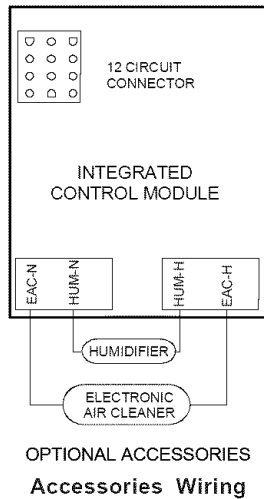 12 CIRCUIT
CONNECTOR
INTEGRATED
CONTROL MODULE
EAC-N
HUM-N
HUM-H
EAC-H
HUMIDIFIER
ELECTRONIC
AIR CLEANER
OPTIONAL ACCESSORIES
Accessories Wiring